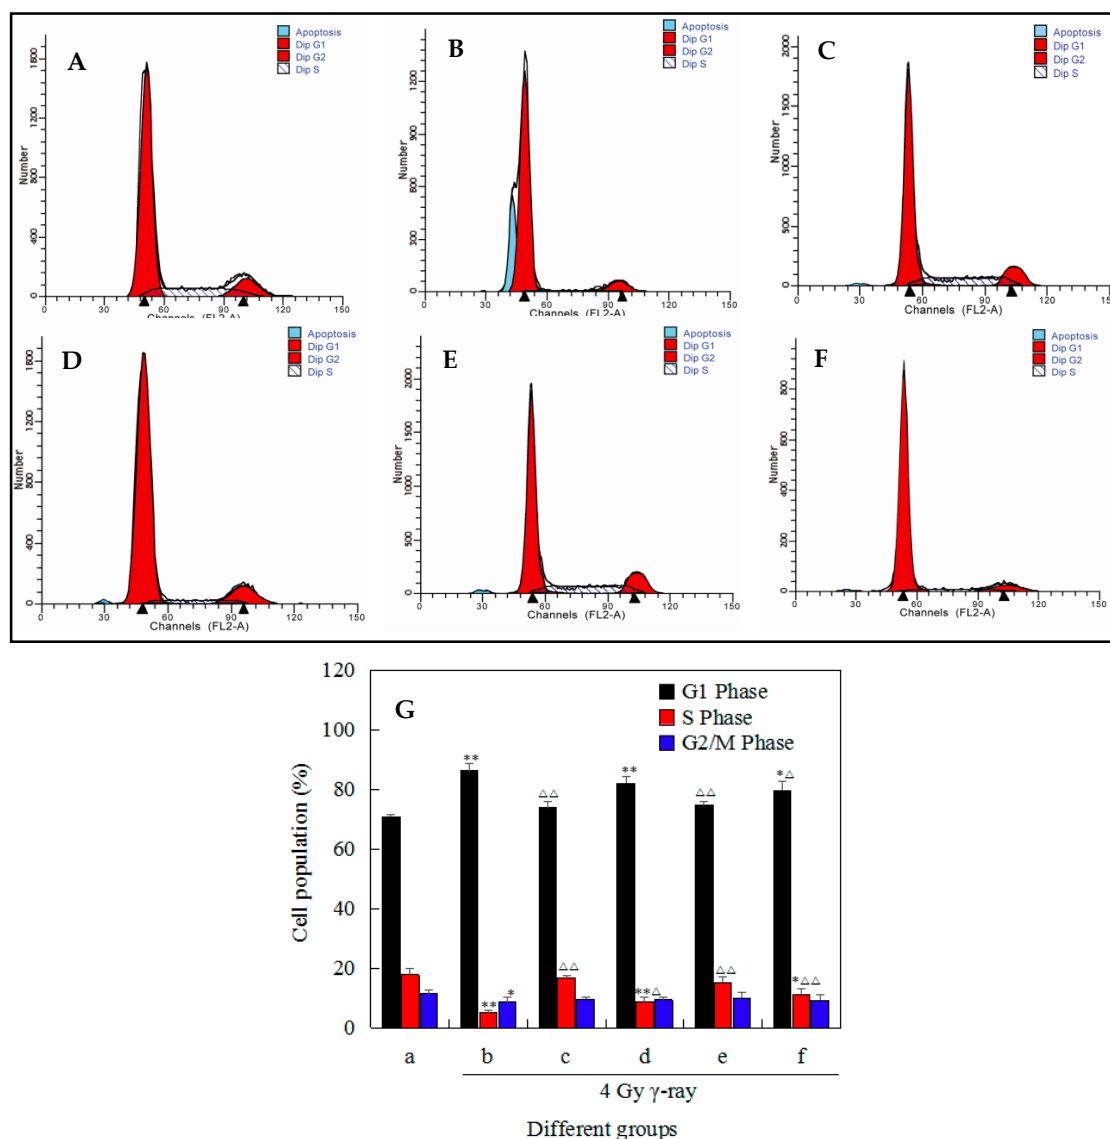 A
Apoptosis
Dip G1
Dip G2
Dip S
Number
0 400 800 1200 1600
0 30 60 90 120 150
Channels (FL2-A)
B
Apoptosis
Dip G1
Dip G2
Dip S
Number
0 300 600 900 1200
0 30 60 90 120 150
Channels (FL2-A)
C
Apoptosis
Dip G1
Dip G2
Dip S
Number
0 500 1000 1500 2000
0 30 60 90 120 150
Channels (FL2-A)
D
Apoptosis
Dip G1
Dip G2
Dip S
Number
0 400 800 1200 1600
0 30 60 90 120 150
Channels (FL2-A)
E
Apoptosis
Dip G1
Dip G2
Dip S
Number
0 500 1000 1500 2000
0 30 60 90 120 150
Channels (FL2-A)
F
Apoptosis
Dip G1
Dip G2
Dip S
Number
0 200 400 600 800
0 30 60 90 120 150
Channels (FL2-A)
G
G1 Phase
S Phase
G2/M Phase
Cell population (%)
120
100
80
60
40
20
0
** △△ ** △△ *△
** * △△ **△ △△ *△△
a b c d e f
4 Gy γ-ray
Different groups